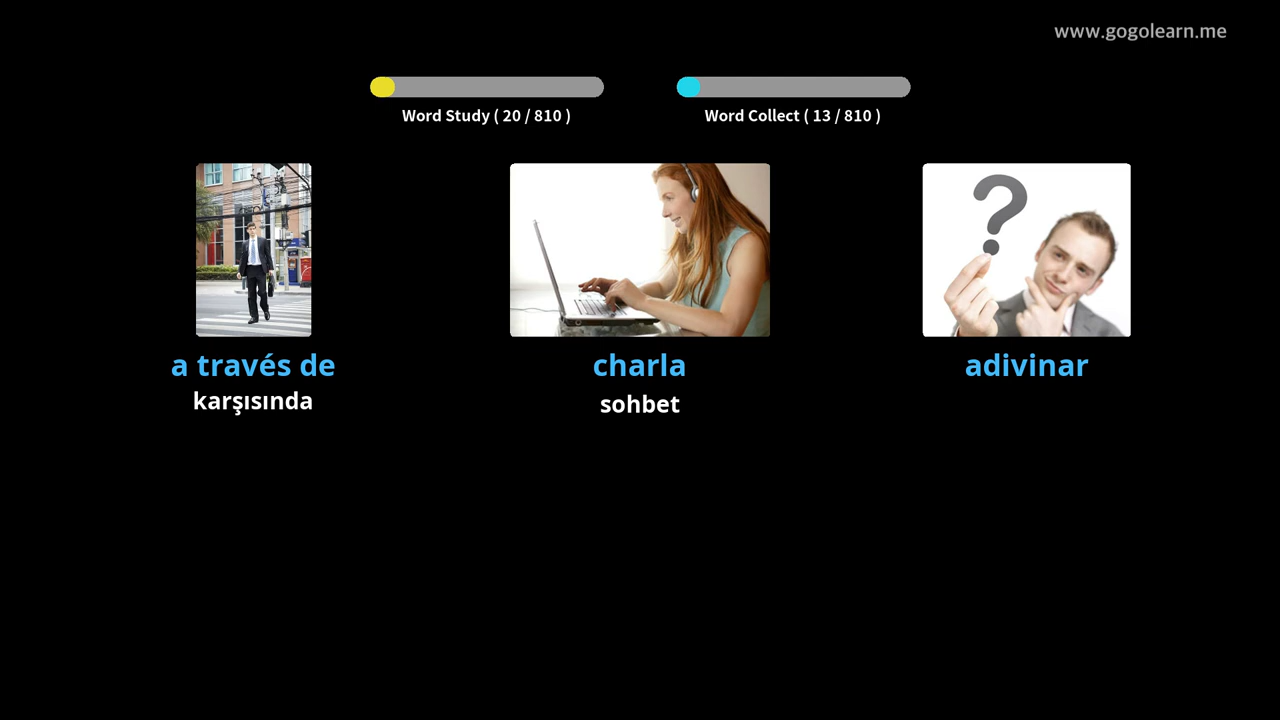 www.gogolearn.me
Word Study ( 20 / 810 )
Word Collect ( 13 / 810 )
a través de
karşısında
charla
sohbet
adivinar
?